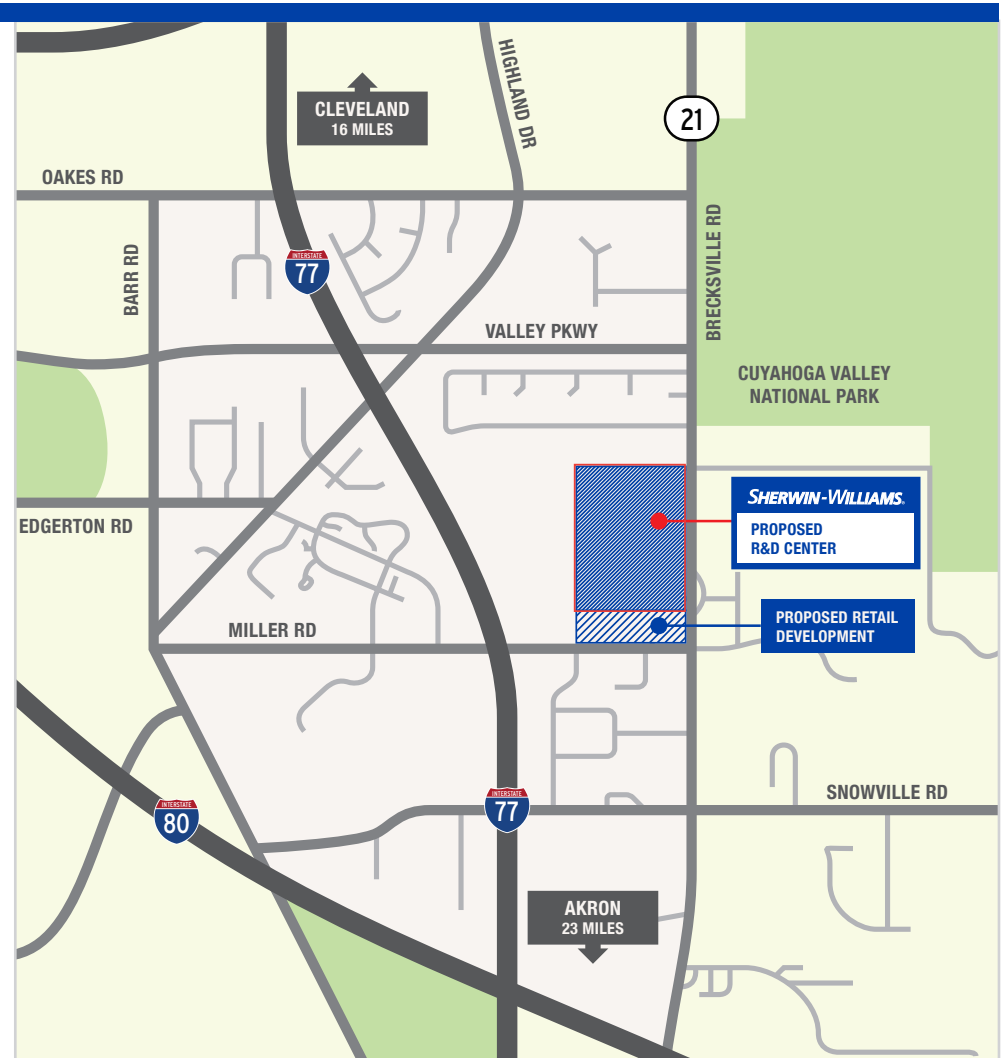 HIGHLAND DR
CLEVELAND
16 MILES
21
OAKES RD
BARR RD
INTERSTATE
77
BRECKSVILLE RD
VALLEY PKWY
CUYAHOGA VALLEY
NATIONAL PARK
SHERWIN-WILLIAMS.
PROPOSED
R&D CENTER
EDGERTON RD
PROPOSED RETAIL
DEVELOPMENT
MILLER RD
SNOWVILLE RD
INTERSTATE
77
INTERSTATE
80
AKRON
23 MILES